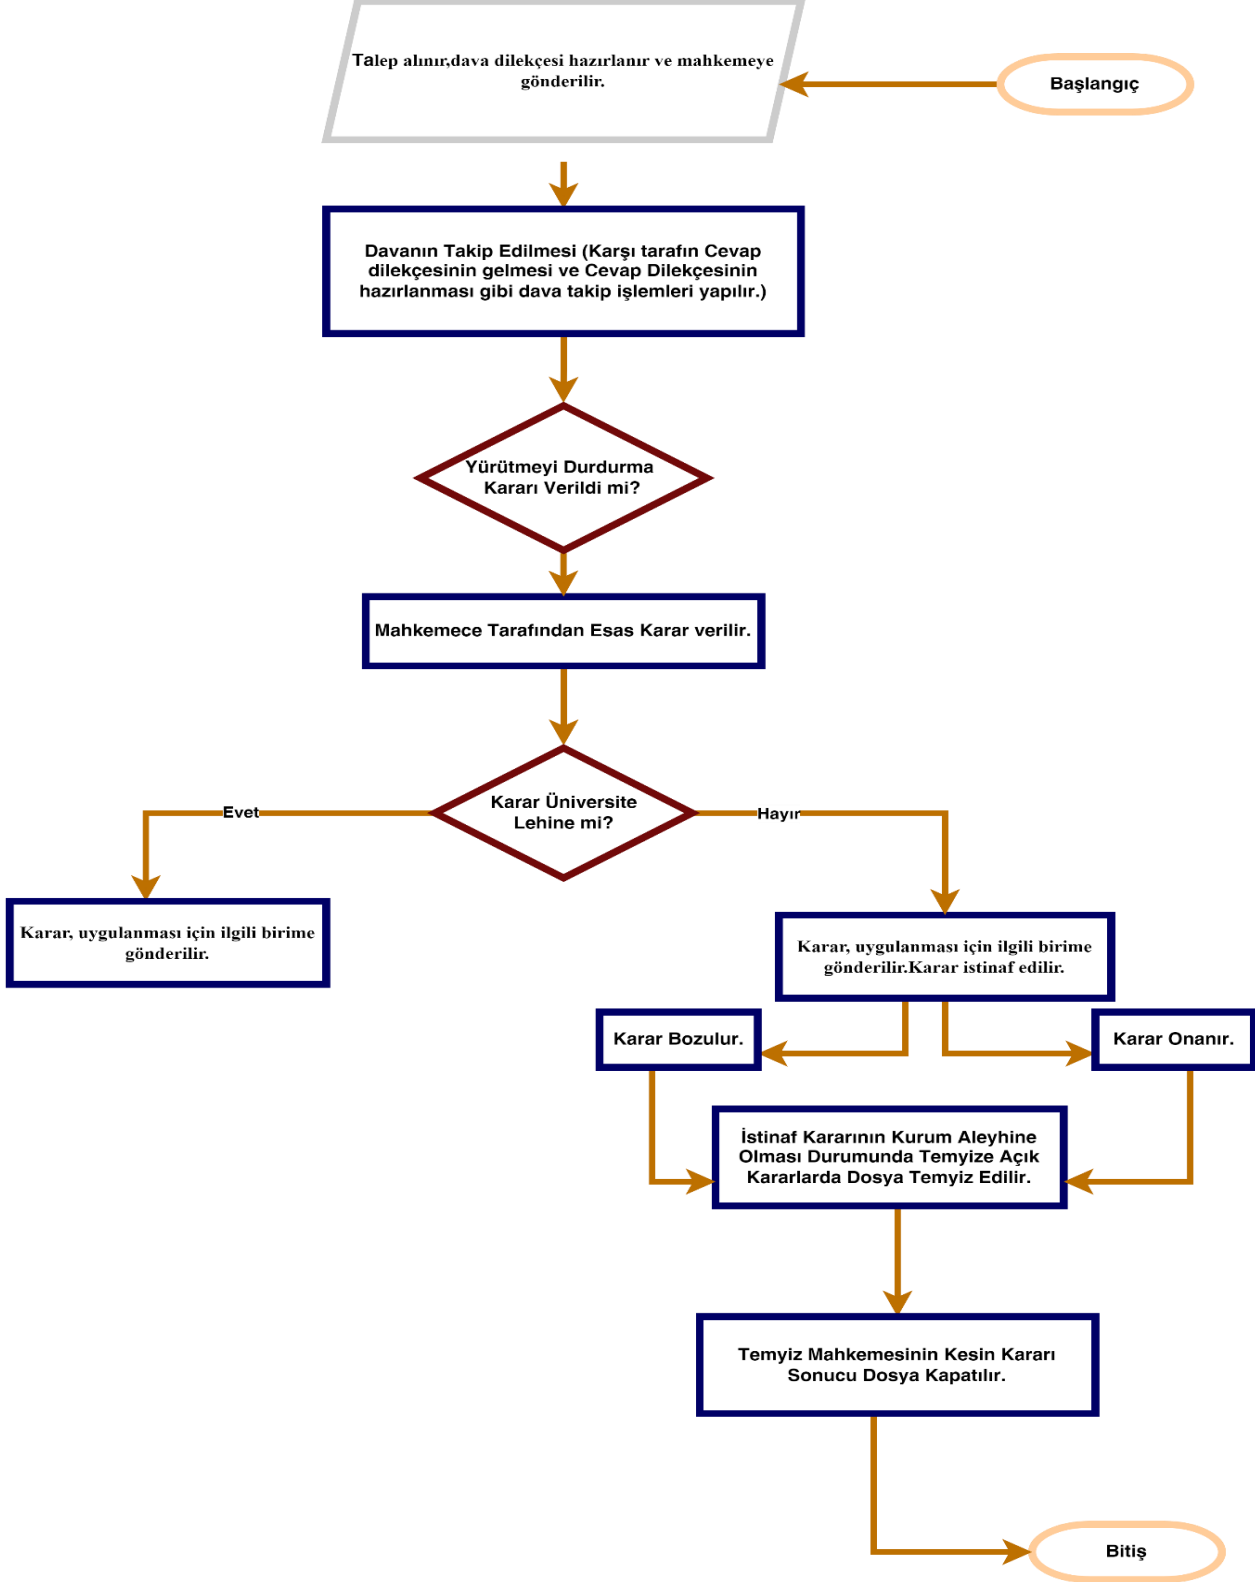 Talep alınır,dava dilekçesi hazırlanır ve mahkemeye
gönderilir.
Başlangıç
Davanın Takip Edilmesi (Karşı tarafın Cevap
dilekçesinin gelmesi ve Cevap Dilekçesinin
hazırlanması gibi dava takip işlemleri yapılır.)
Yürütmeyi Durdurma
Kararı Verildi mi?
Mahkemece Tarafından Esas Karar verilir.
Karar Üniversite
Lehine mi?
Evet
Hayır
Karar, uygulanması için ilgili birime
gönderilir.
Karar, uygulanması için ilgili birime
gönderilir.Karar istinaf edilir.
Karar Bozulur.
Karar Onanır.
İstinaf Kararının Kurum Aleyhine
Olması Durumunda Temyize Açık
Kararlarda Dosya Temyiz Edilir.
Temyiz Mahkemesinin Kesin Kararı
Sonucu Dosya Kapatılır.
Bitiş